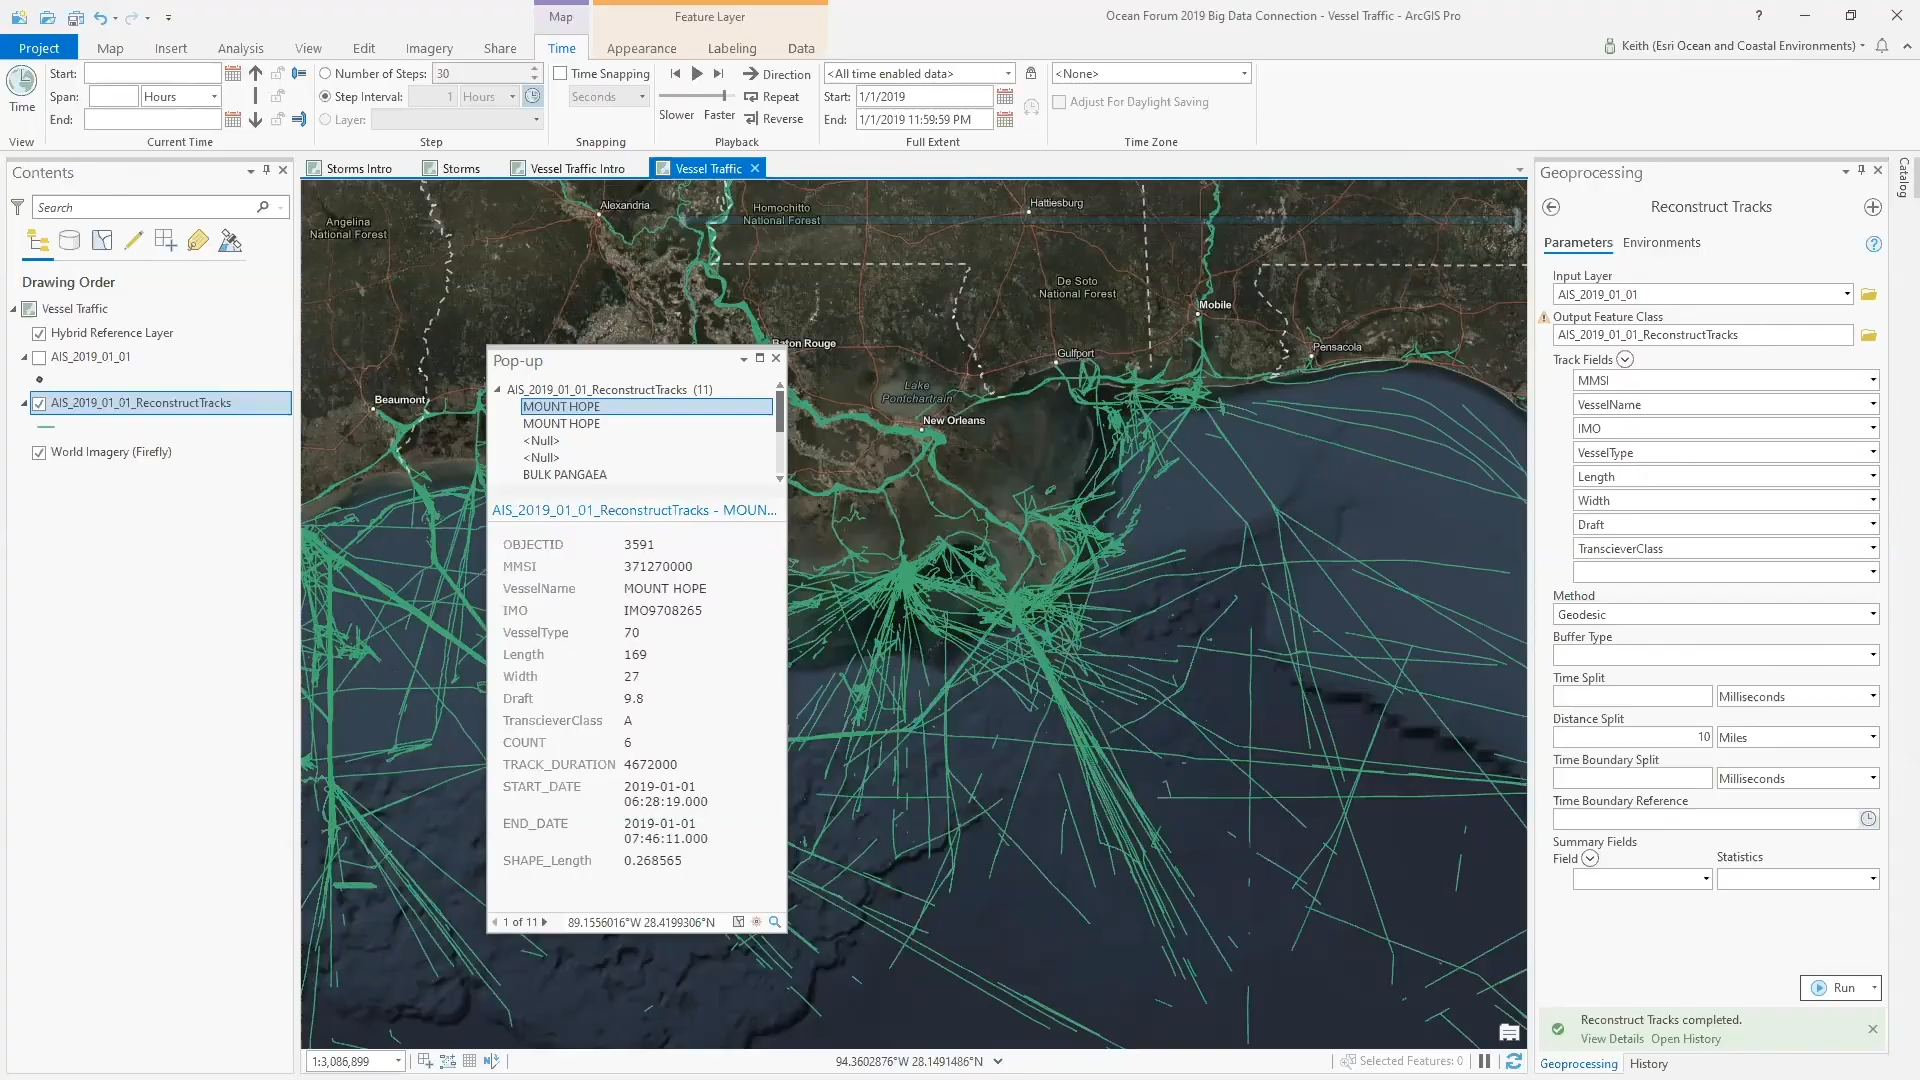 Map
Feature Layer
Ocean Forum 2019 Big Data Connection - Vessel Traffic - ArcGIS Pro
?
Project
Map
Insert
Analysis
View
Edit
Imagery
Share
Time
Appearance
Labeling
Data
Keith (Esri Ocean and Coastal Environments)
Time
View
Start:
Span:
Hours
End:
Current Time
Number of Steps: 30
Step Interval: 1 Hours
Layer:
Step
Time Snapping
Seconds
Snapping
Slower
Faster
Direction
Repeat
Reverse
Playback
<All time enabled data>
Start: 1/1/2019
End: 1/1/2019 11:59:59 PM
Full Extent
<None>
Adjust For Daylight Saving
Time Zone
Contents
Search
Drawing Order
Vessel Traffic
Hybrid Reference Layer
AIS_2019_01_01
AIS_2019_01_01_ReconstructTracks
World Imagery (Firefly)
Storms Intro
Storms
Vessel Traffic Intro
Vessel Traffic
Alexandria
Homochitto
National Forest
Hattiesburg
Angelina
National Forest
De Soto
National Forest
Mobile
Baton Rouge
Gulfport
Pensacola
Lake
Pontchartrain
Beaumont
New Orleans
Pop-up
AIS_2019_01_01_ReconstructTracks (11)
MOUNT HOPE
MOUNT HOPE
<Null>
<Null>
BULK PANGAEA
AIS_2019_01_01_ReconstructTracks - MOUN...
OBJECTID 3591
MMSI 371270000
VesselName MOUNT HOPE
IMO IMO9708265
VesselType 70
Length 169
Width 27
Draft 9.8
TranscieverClass A
COUNT 6
TRACK_DURATION 4672000
START_DATE 2019-01-01
06:28:19.000
END_DATE 2019-01-01
07:46:11.000
SHAPE_Length 0.268565
1 of 11
89.1556016°W 28.4199306°N
1:3,086,899
94.3602876°W 28.1491486°N
Selected Features: 0
Geoprocessing
Reconstruct Tracks
Parameters
Environments
?
Input Layer
AIS_2019_01_01
Output Feature Class
AIS_2019_01_01_ReconstructTracks
Track Fields
MMSI
VesselName
IMO
VesselType
Length
Width
Draft
TranscieverClass
Method
Geodesic
Buffer Type
Time Split
Milliseconds
Distance Split
10 Miles
Time Boundary Split
Milliseconds
Time Boundary Reference
Summary Fields
Field
Statistics
Run
Reconstruct Tracks completed.
View Details Open History
Geoprocessing
History
Catalog